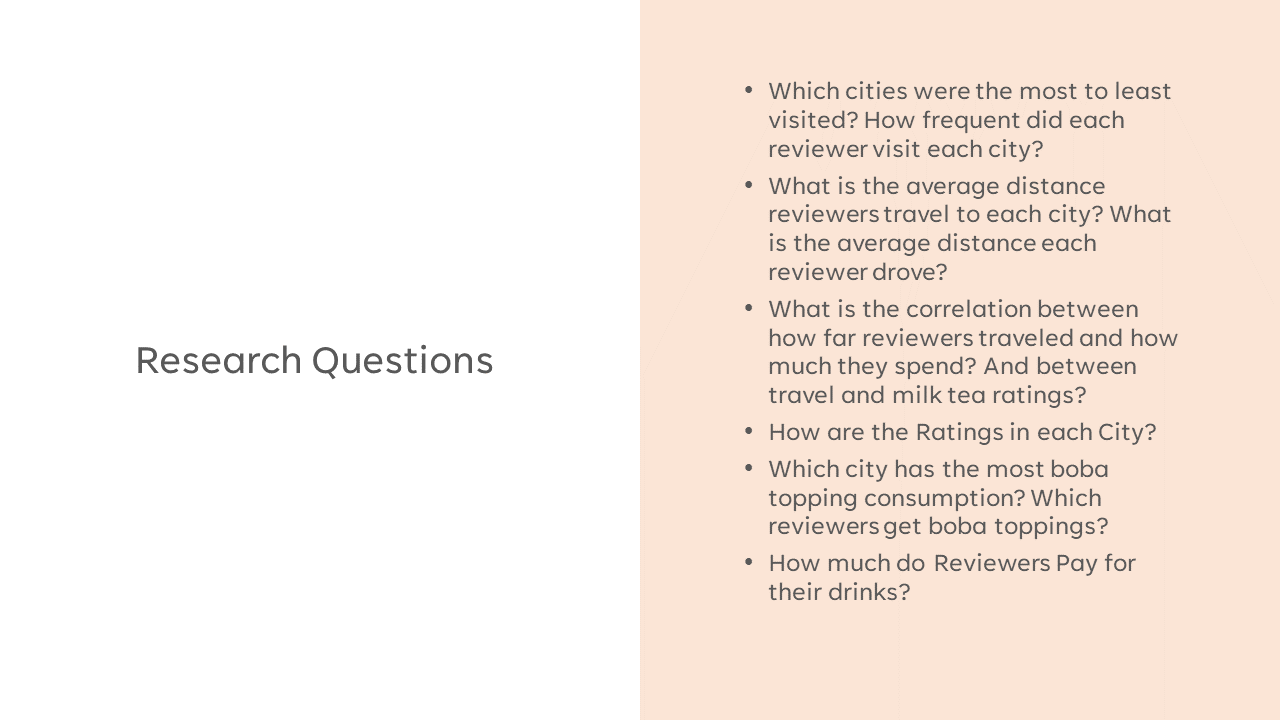 Research Questions
• Which cities were the most to least
visited? How frequent did each
reviewer visit each city?
• What is the average distance
reviewers travel to each city? What
is the average distance each
reviewer drove?
• What is the correlation between
how far reviewers traveled and how
much they spend? And between
travel and milk tea ratings?
• How are the Ratings in each City?
• Which city has the most boba
topping consumption? Which
reviewers get boba toppings?
• How much do Reviewers Pay for
their drinks?